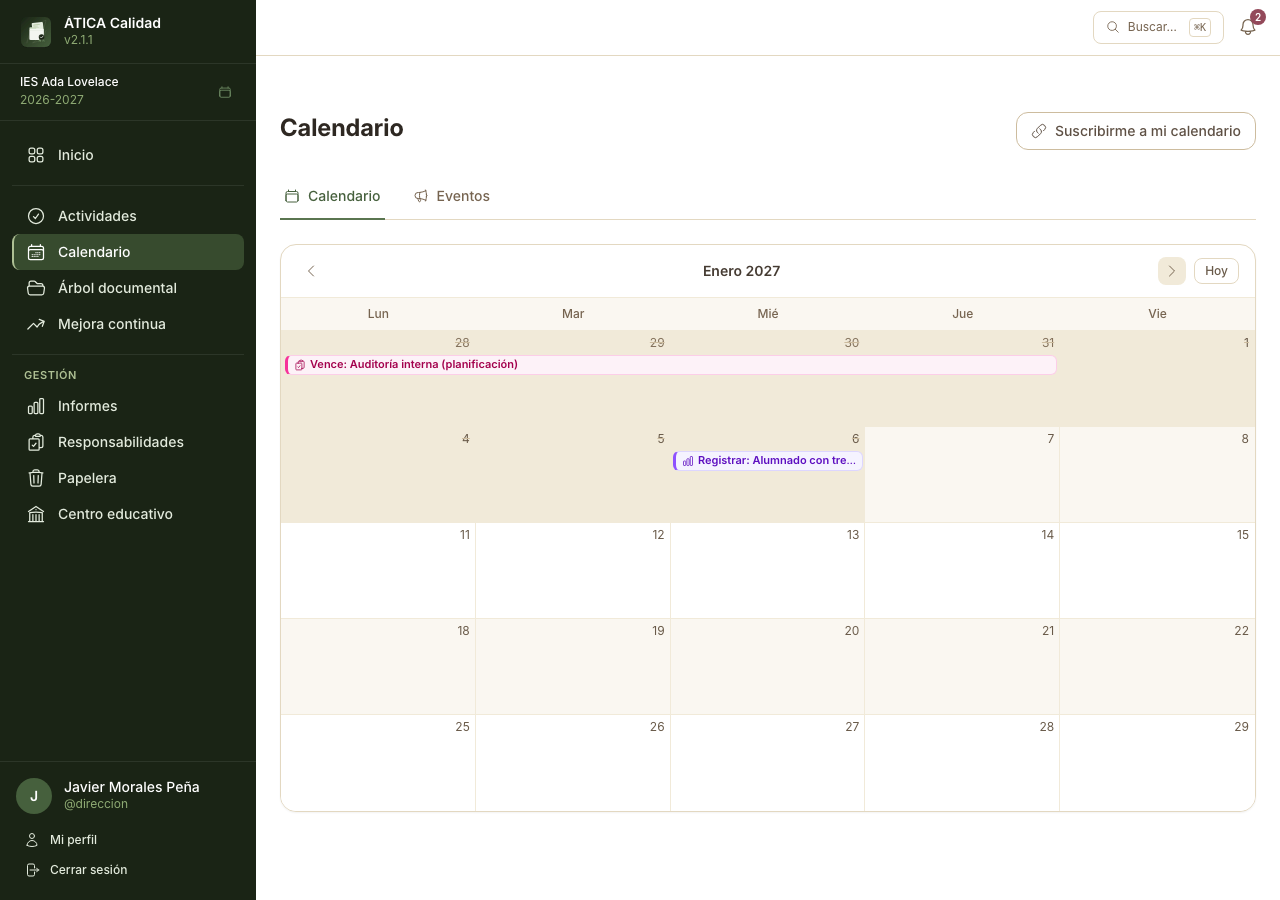 ÁTICA Calidad
v2.1.1
IES Ada Lovelace
2026-2027
Inicio
Actividades
Calendario
Árbol documental
Mejora continua
GESTIÓN
Informes
Responsabilidades
Papelera
Centro educativo
J
Javier Morales Peña
@direccion
Mi perfil
Cerrar sesión
Buscar... ⌘K
2
Calendario
Suscribirme a mi calendario
Calendario Eventos
Enero 2027
Hoy
Lun Mar Mié Jue Vie
28 29 30 31 1
Vence: Auditoría interna (planificación)
4 5 6 7 8
Registrar: Alumnado con tre...
11 12 13 14 15
18 19 20 21 22
25 26 27 28 29